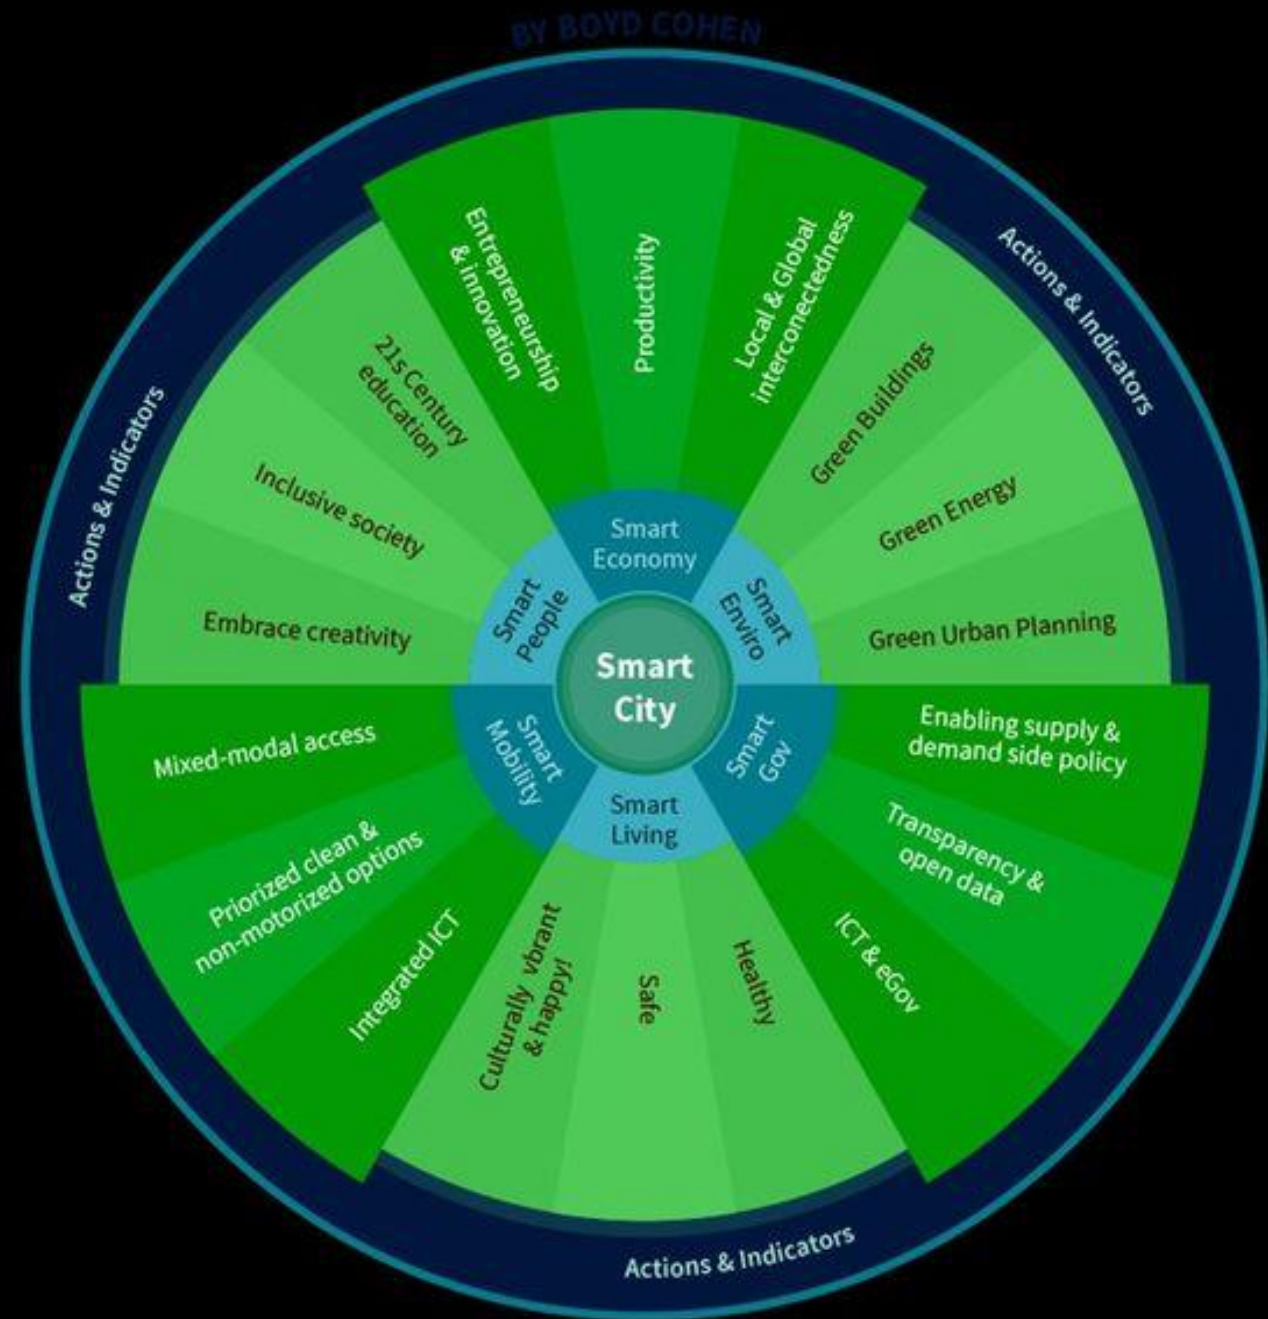 BY BOYD COHEN
Smart
City
Smart
Economy
Entrepreneurship
& innovation
Productivity
Local & Global
interconectedness
Smart
Enviro
Green Buildings
Green Energy
Green Urban Planning
Smart
Gov
Enabling supply &
demand side policy
Transparency &
open data
ICT & eGov
Smart
Living
Healthy
Safe
Culturally vbrant
& happy!
Smart
Mobility
Integrated ICT
Priorized clean &
non-motorized options
Mixed-modal access
Smart
People
Embrace creativity
Inclusive society
21s Century
education
Actions & Indicators
Actions & Indicators
Actions & Indicators